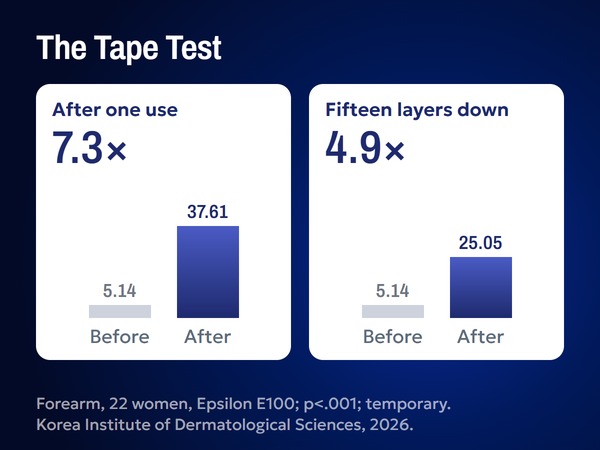 The Tape Test
After one use
7.3×
37.61
5.14
Before
After
Fifteen layers down
4.9×
25.05
5.14
Before
After
Forearm, 22 women, Epsilon E100; p<.001; temporary.
Korea Institute of Dermatological Sciences, 2026.